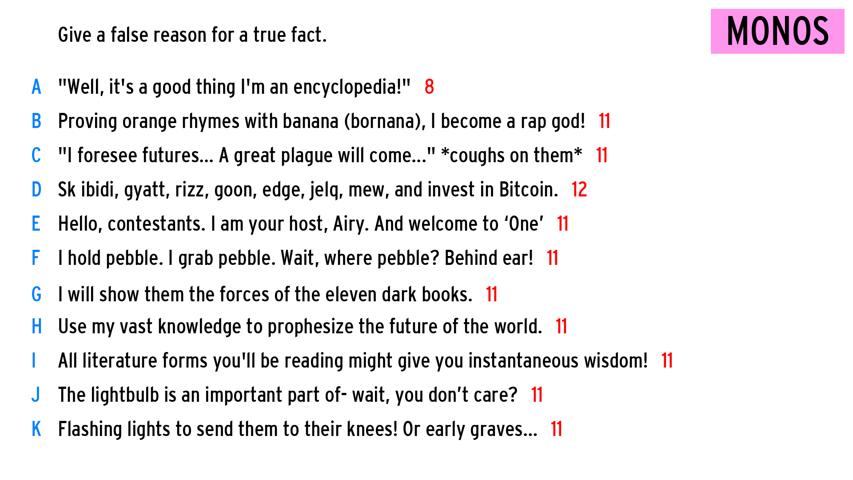 Give a false reason for a true fact.
MONOS
A "Well, it's a good thing I'm an encyclopedia!" 8
B Proving orange rhymes with banana (bornana), I become a rap god! 11
C "I foresee futures... A great plague will come..." *coughs on them* 11
D Sk ibidi, gyatt, rizz, goon, edge, jelq, mew, and invest in Bitcoin. 12
E Hello, contestants. I am your host, Airy. And welcome to ‘One’ 11
F I hold pebble. I grab pebble. Wait, where pebble? Behind ear! 11
G I will show them the forces of the eleven dark books. 11
H Use my vast knowledge to prophesize the future of the world. 11
I All literature forms you'll be reading might give you instantaneous wisdom! 11
J The lightbulb is an important part of- wait, you don’t care? 11
K Flashing lights to send them to their knees! Or early graves... 11